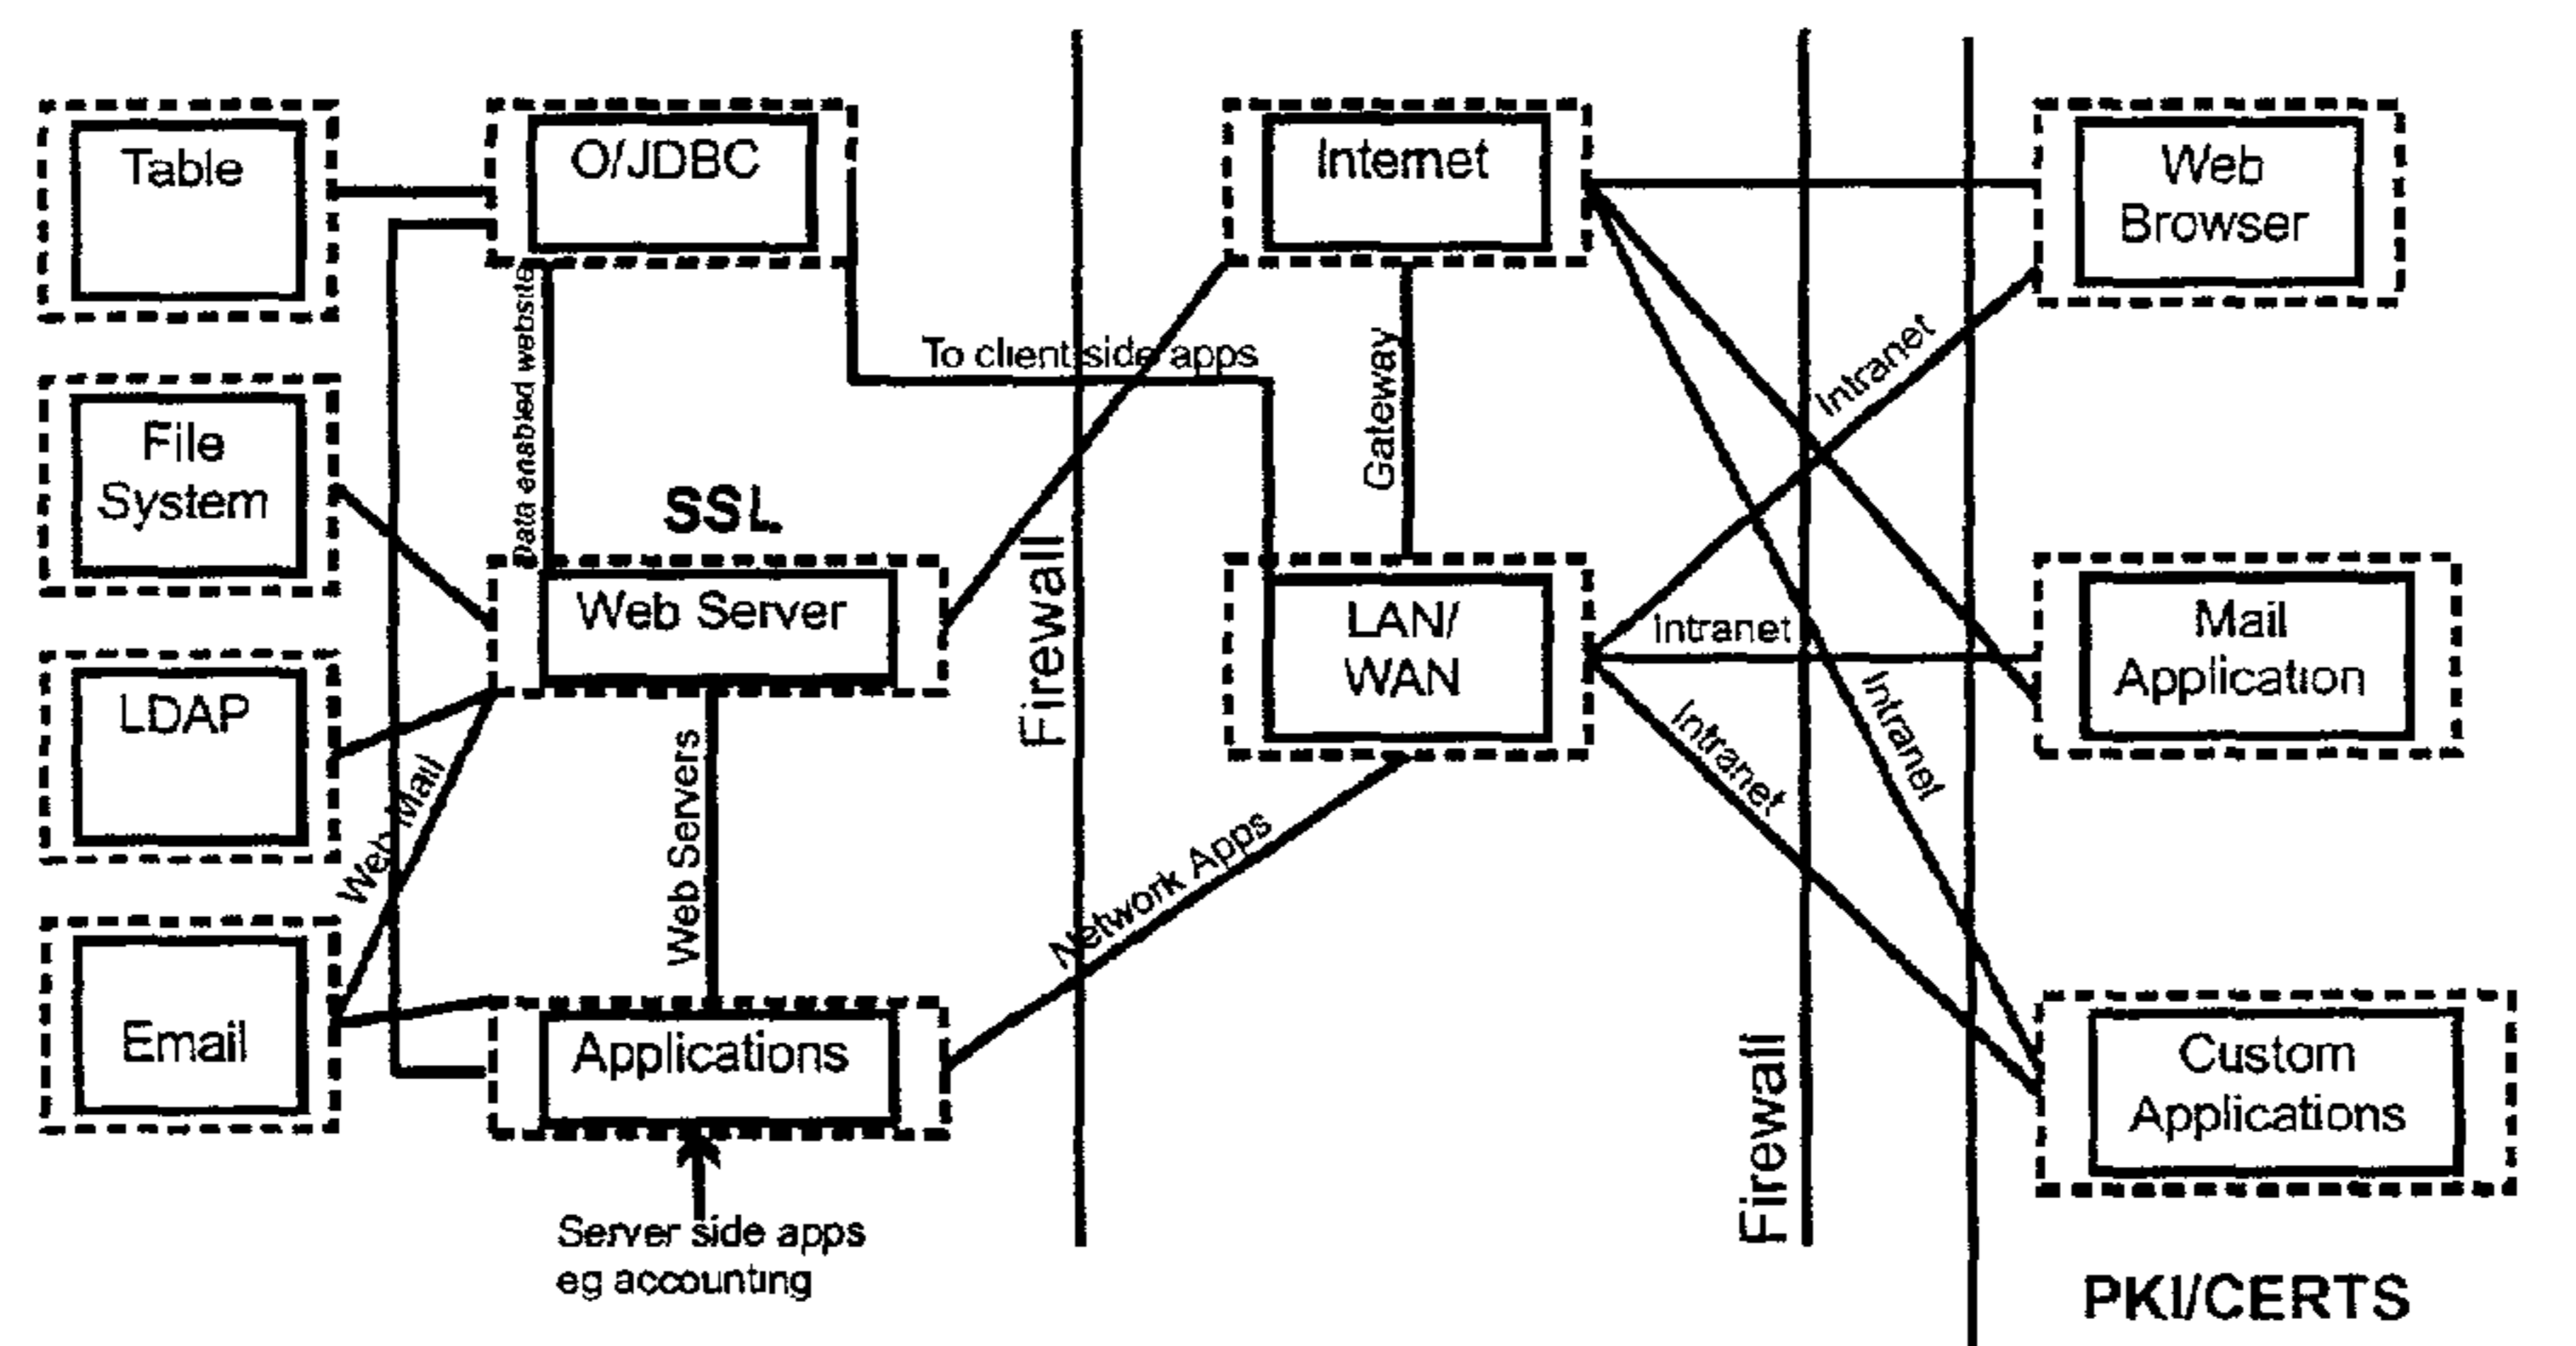 Table
O/JDBC
Internet
Web
Browser
Data enabled website
To client side apps
Gateway
Intranet
File
System
SSL
Firewall
Web Server
LAN/
WAN
Intranet
Mail
Application
LDAP
Web Mail
Web Servers
Network Apps
Intranet
Intranet
Email
Applications
Firewall
Custom
Applications
Server side apps
eg accounting
PKI/CERTS